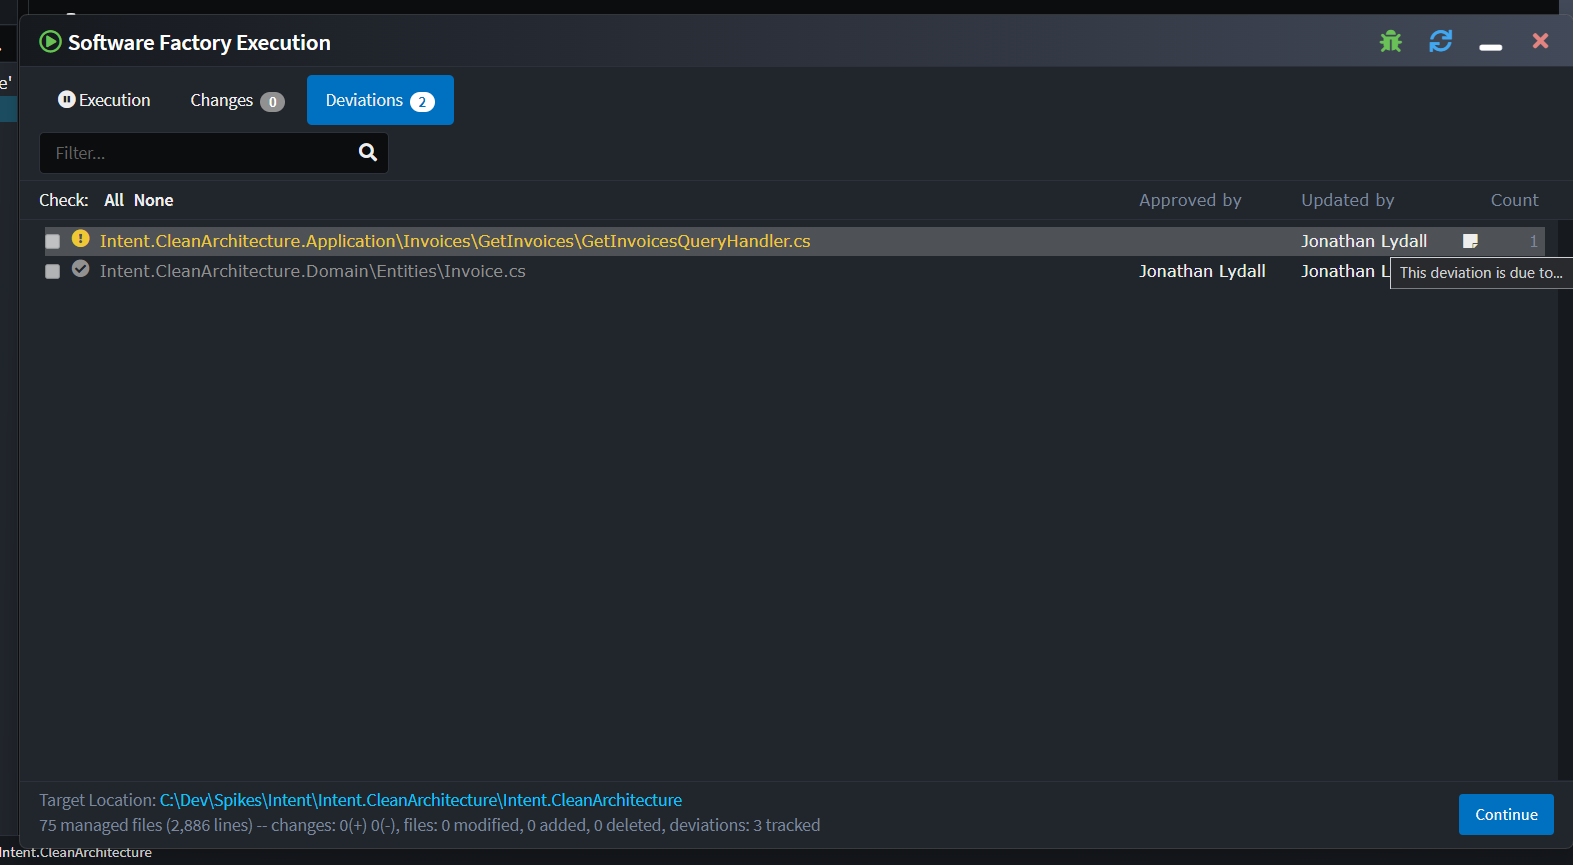 Software Factory Execution
e'
Execution Changes 0 Deviations 2
Filter...
Check: All None Approved by Updated by Count
Intent.CleanArchitecture.Application\Invoices\GetInvoices\GetInvoicesQueryHandler.cs Jonathan Lydall 1
Intent.CleanArchitecture.Domain\Entities\Invoice.cs Jonathan Lydall Jonathan L
This deviation is due to...
Target Location: C:\Dev\Spikes\Intent\Intent.CleanArchitecture\Intent.CleanArchitecture
75 managed files (2,886 lines) -- changes: 0(+) 0(-), files: 0 modified, 0 added, 0 deleted, deviations: 3 tracked
Continue
Intent.CleanArchitecture